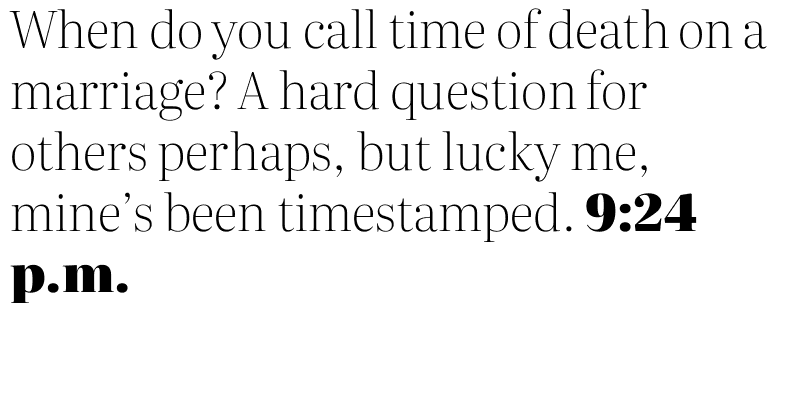 When do you call time of death on a
marriage? A hard question for
others perhaps, but lucky me,
mine’s been timestamped. 9:24
p.m.